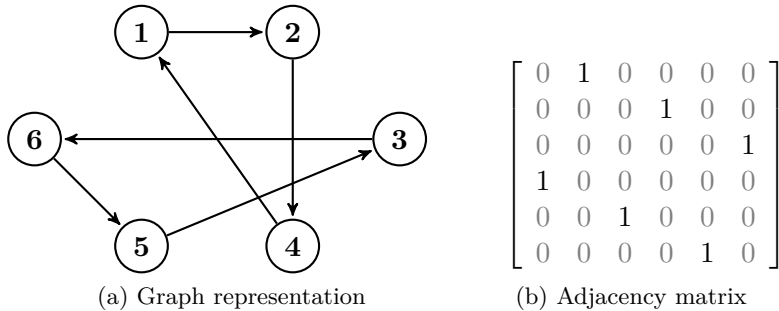 1 2
6 3
5 4
0 1 0 0 0 0
0 0 0 1 0 0
0 0 0 0 0 1
1 0 0 0 0 0
0 0 1 0 0 0
0 0 0 0 1 0
(a) Graph representation
(b) Adjacency matrix